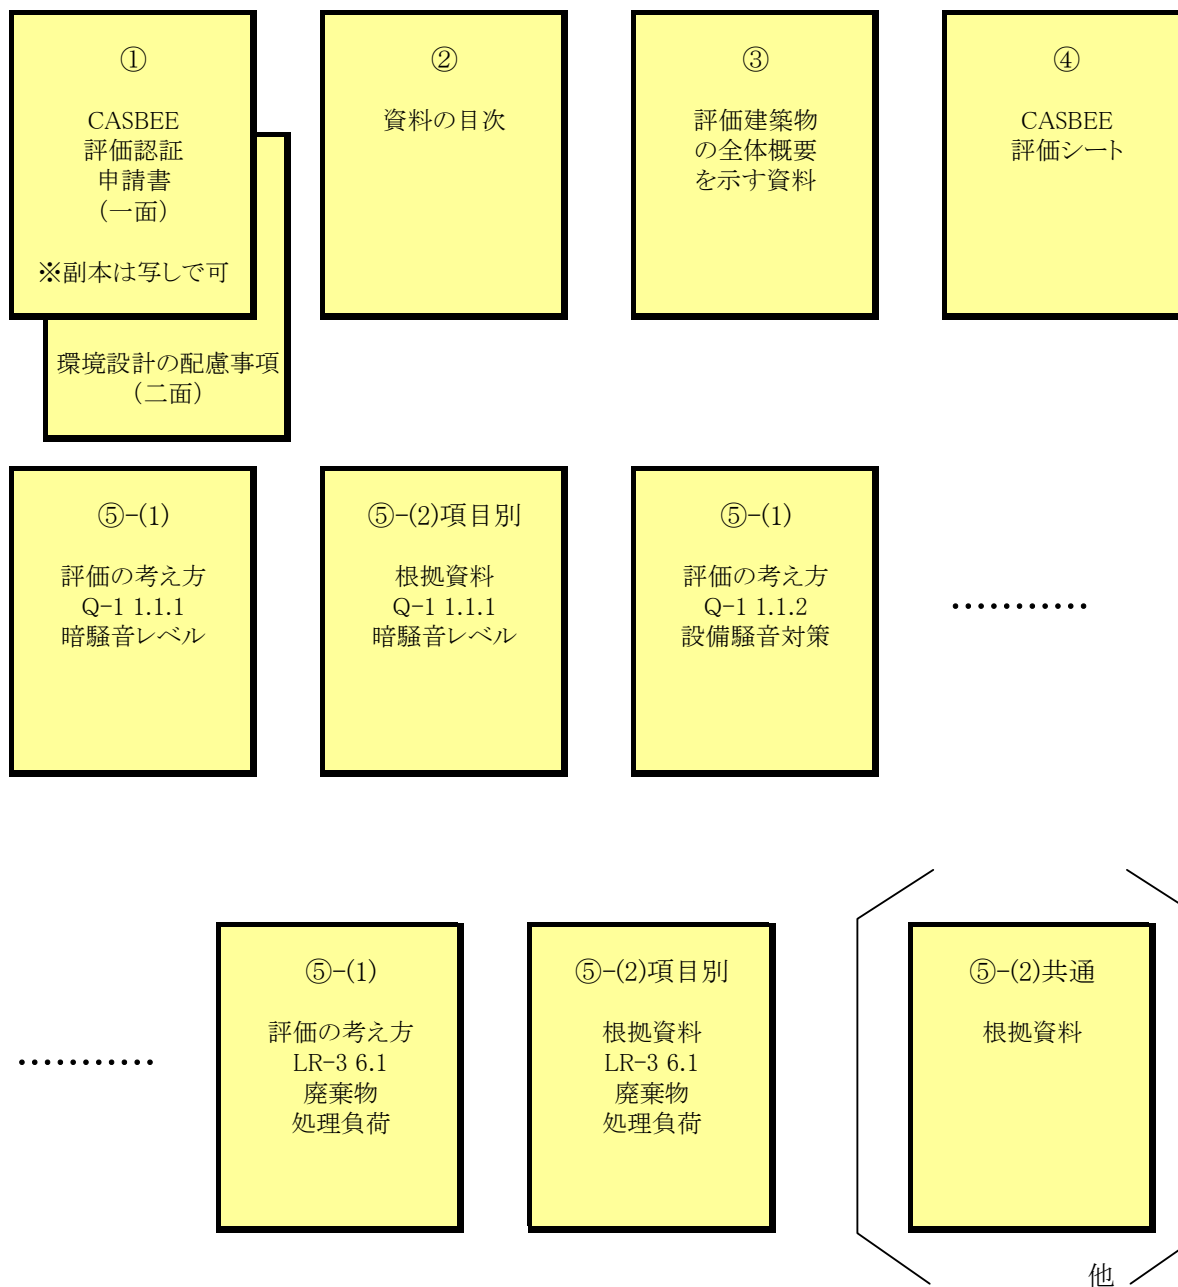 ①
CASBEE
評価認証
申請書
(一面)
※副本は写しで可
環境設計の配慮事項
(二面)
②
資料の目次
③
評価建築物
の全体概要
を示す資料
④
CASBEE
評価シート
⑤-(1)
評価の考え方
Q-1 1.1.1
暗騒音レベル
⑤-(2)項目別
根拠資料
Q-1 1.1.1
暗騒音レベル
⑤-(1)
評価の考え方
Q-1 1.1.2
設備騒音対策
…………
…………
⑤-(1)
評価の考え方
LR-3 6.1
廃棄物
処理負荷
⑤-(2)項目別
根拠資料
LR-3 6.1
廃棄物
処理負荷
⑤-(2)共通
根拠資料
他